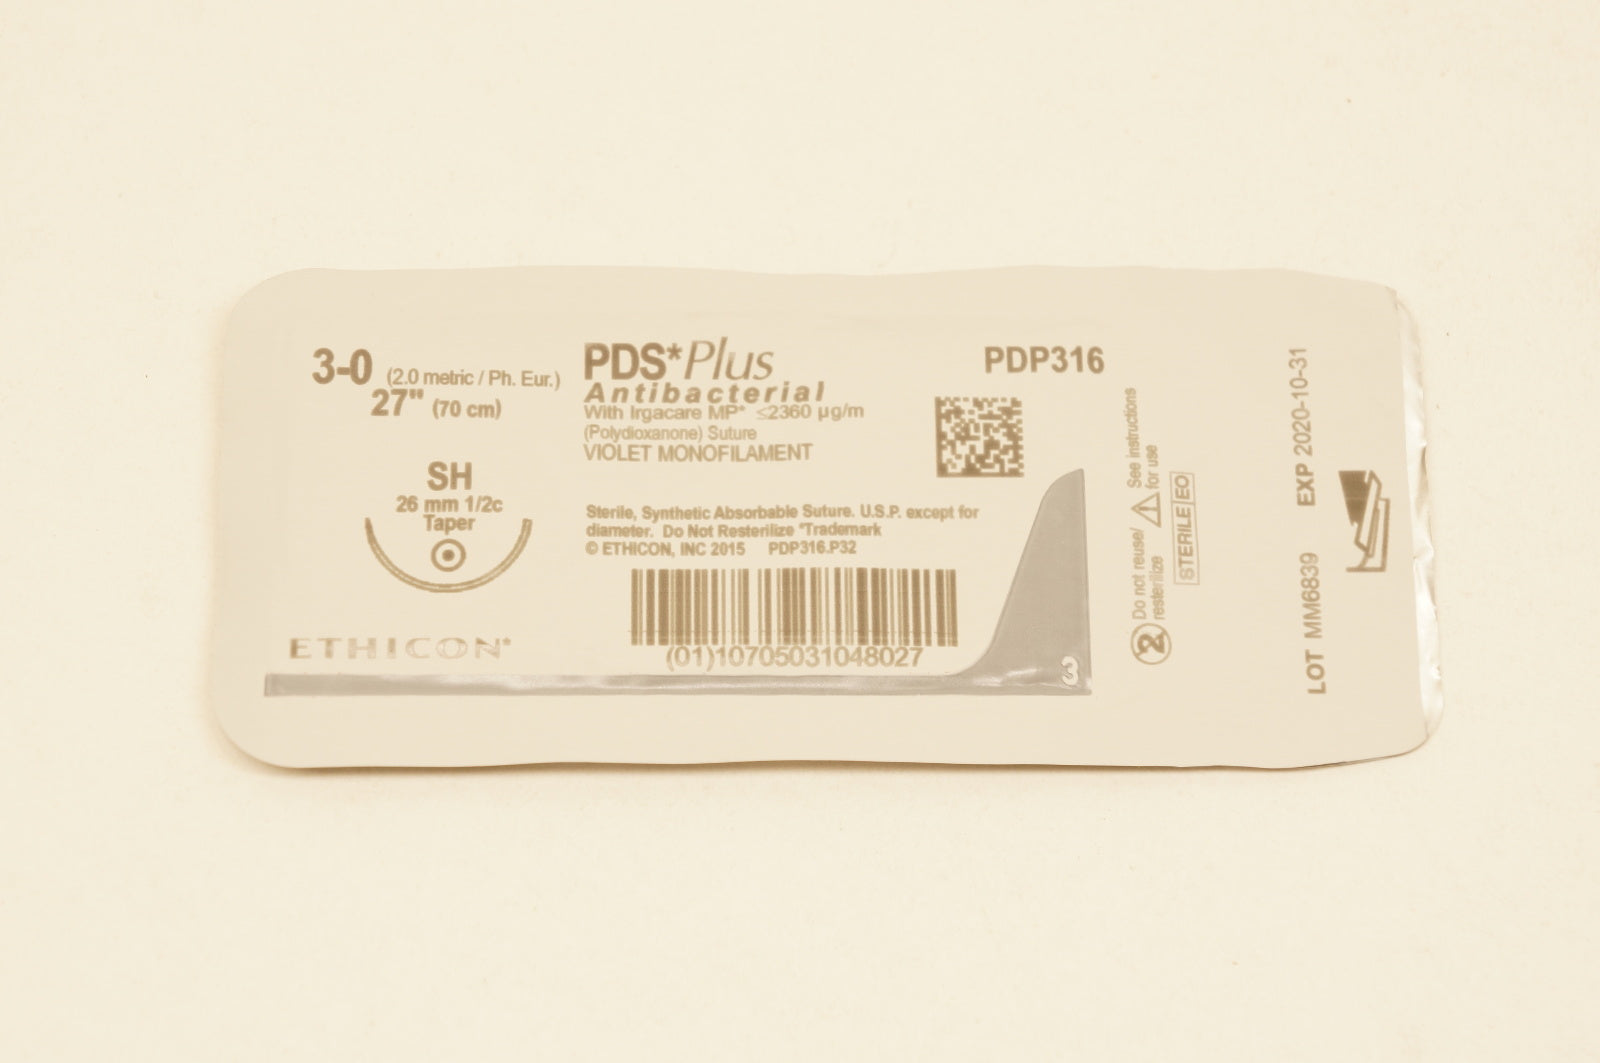 3-0 (2.0 metric / Ph. Eur.)
27" (70 cm)
SH
26 mm 1/2c
Taper
ETHICON*
PDS*Plus
Antibacterial
With Irgacare MP* ≤2360 µg/m
(Polydioxanone) Suture
VIOLET MONOFILAMENT
Sterile, Synthetic Absorbable Suture. U.S.P. except for
diameter. Do Not Resterilize *Trademark
© ETHICON, INC 2015 PDP316.P32
(01)10705031048027
PDP316
3
2 Do not reuse/
resterilize
See instructions
for use
STERILE EO
LOT MM6839 EXP 2020-10-31